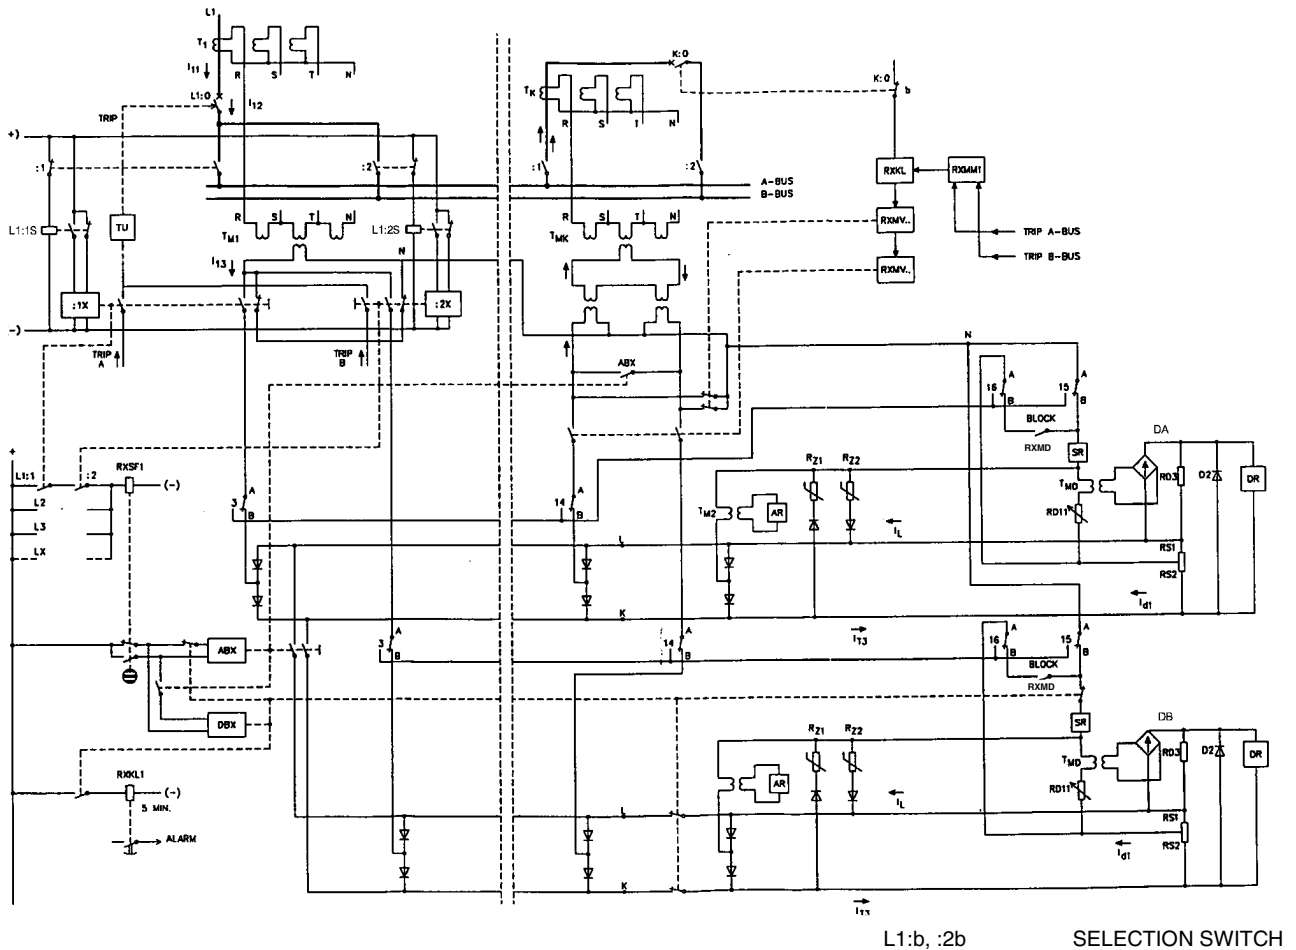 L1
T1
I11
R S T N
L1:0
I12
TRIP
+)
:1
:2
TK
R S T N
K:0
:1
:2
K:0
b
A-BUS
B-BUS
RXKL
RXMM1
RXMV..
RXMV..
TRIP A-BUS
TRIP B-BUS
L1:1S
TU
R S T N
TM1
L1:2S
N
I13
R S T N
TMK
:1X
:2X
-)
TRIP
A
TRIP
B
ABX
N
16 A
B
15 A
B
BLOCK
RXMD
SR
DA
+
L1:1
:2
RXSF1
(-)
L2
L3
LX
3 A
B
14 A
B
RZ1
RZ2
TM2
AR
TMD
RD11
RD3
D2
DR
IL
L
RS1
RS2
Id1
K
IT3
3 A
B
14 A
B
16 A
B
15 A
B
BLOCK
RXMD
ABX
DBX
SR
DB
RZ1
RZ2
AR
TMD
RD11
RD3
D2
DR
RXKL1
(-)
5 MIN.
ALARM
IL
L
RS1
RS2
Id1
K
IT3
L1:b, :2b SELECTION SWITCH